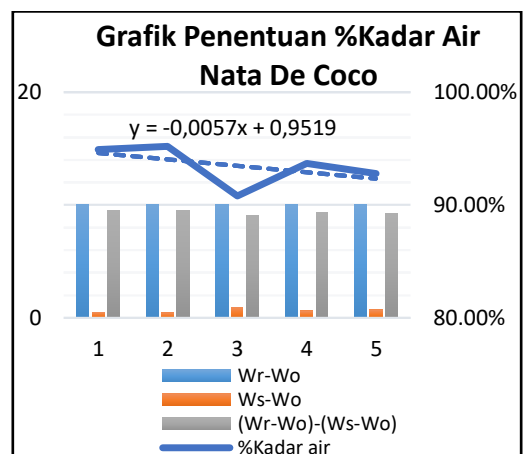 Grafik Penentuan %Kadar Air
Nata De Coco
20
100.00%
y = -0,0057x + 0,9519
90.00%
0
80.00%
1 2 3 4 5
Wr-Wo
Ws-Wo
(Wr-Wo)-(Ws-Wo)
%Kadar air